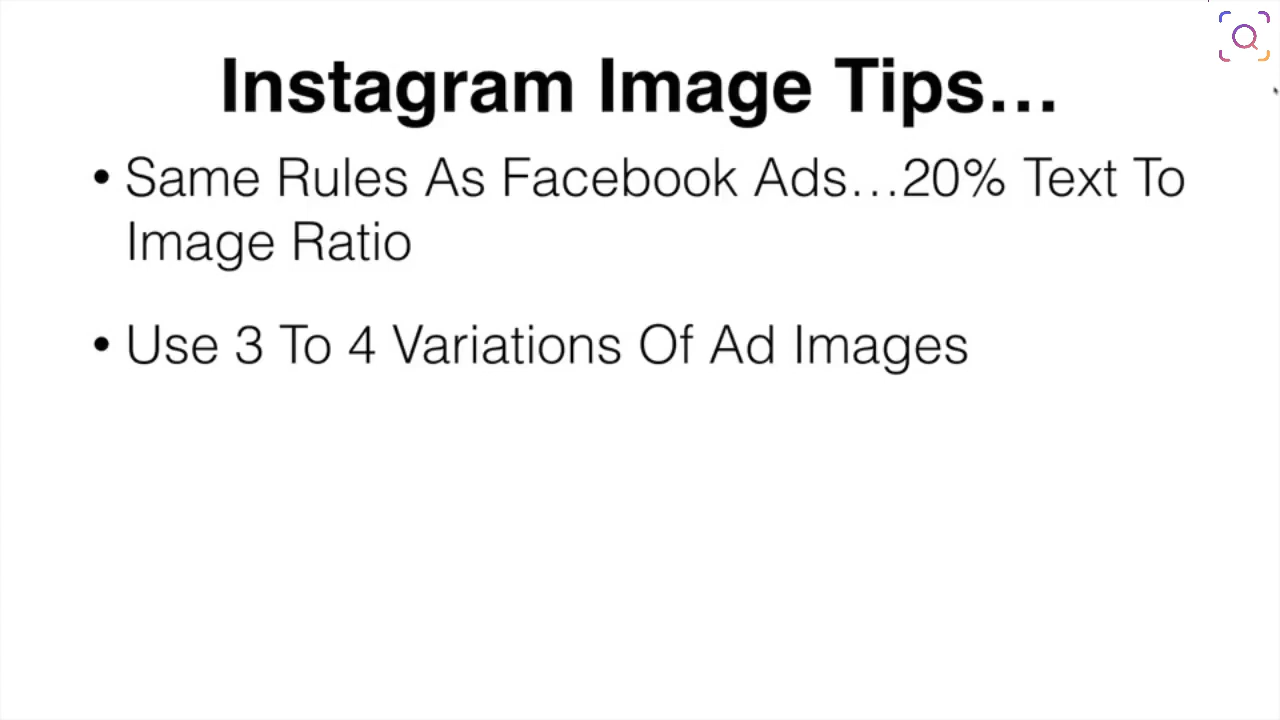 Instagram Image Tips...
• Same Rules As Facebook Ads...20% Text To
Image Ratio
• Use 3 To 4 Variations Of Ad Images